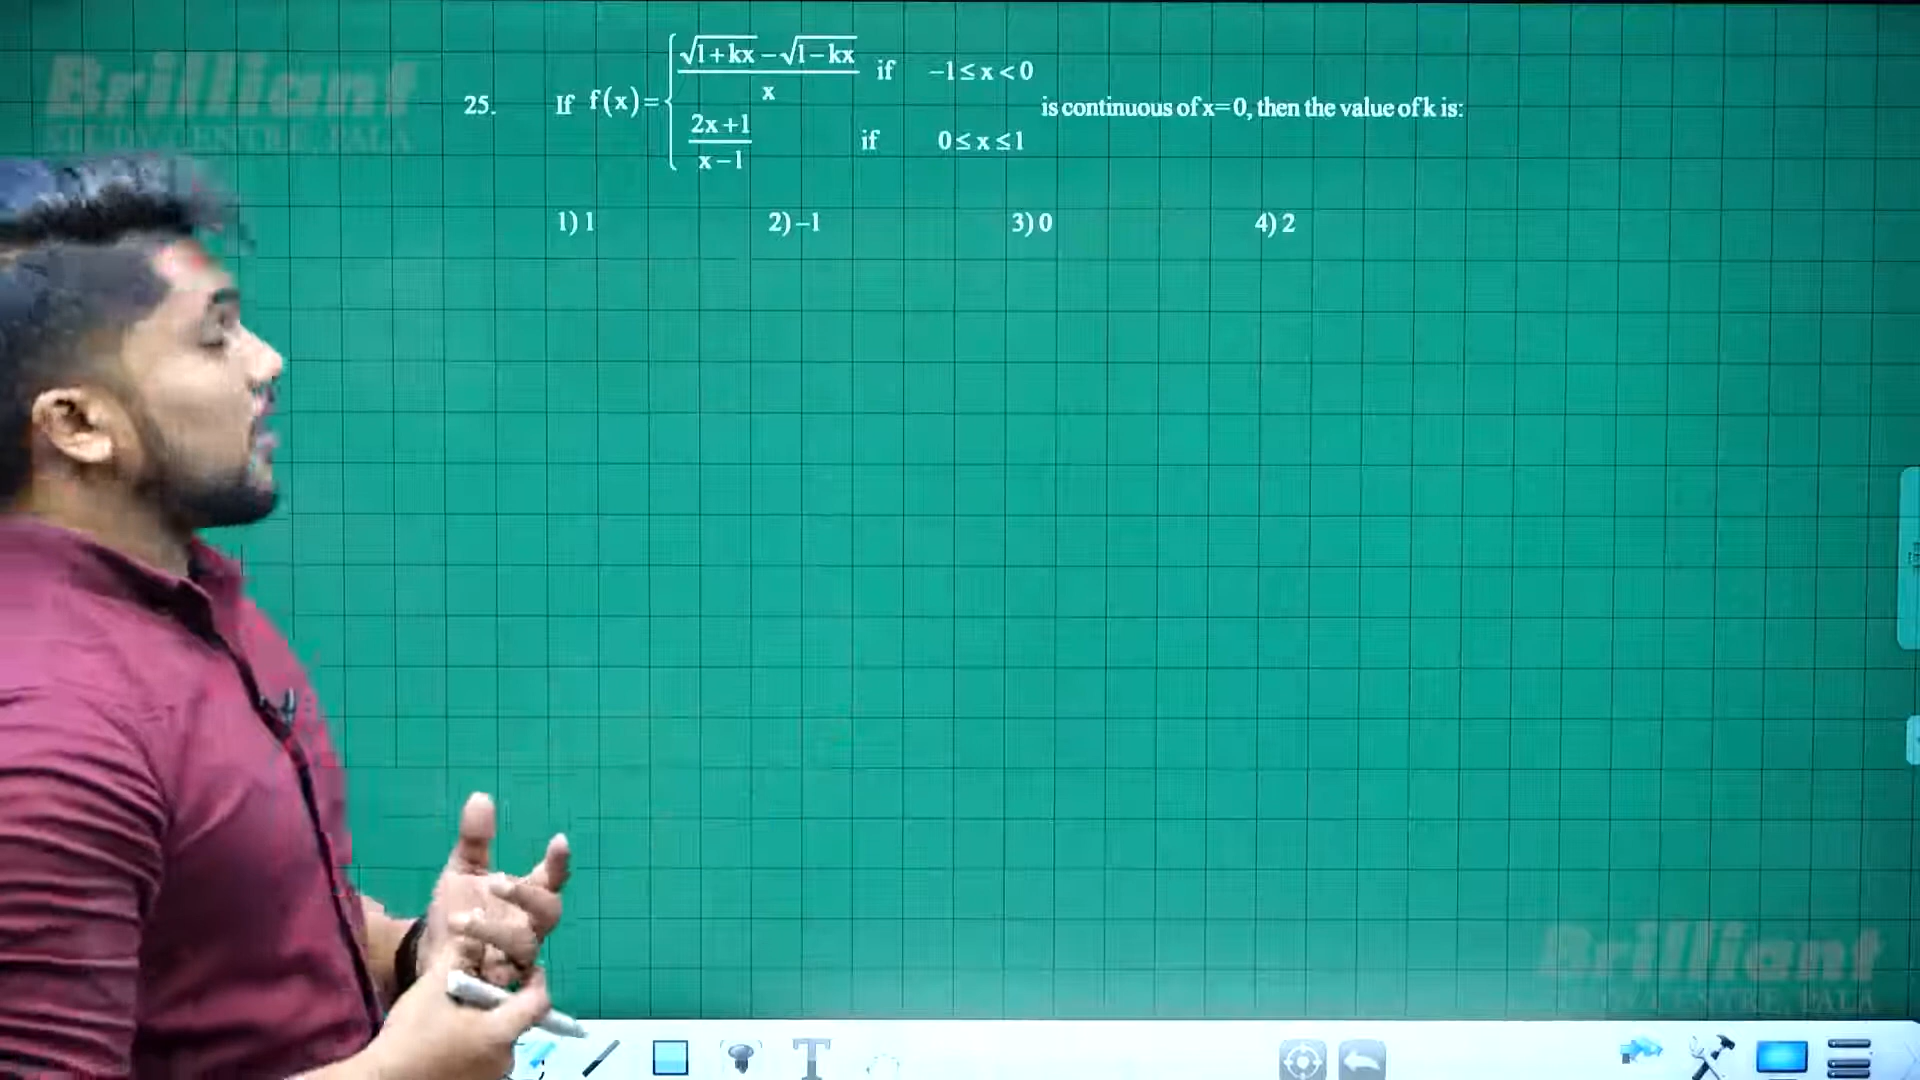 Brilliant
STUDY CENTRE, PALA
25. If f(x) = { (√(1+kx) − √(1−kx))/x if −1 ≤ x < 0
(2x+1)/(x−1) if 0 ≤ x ≤ 1
is continuous of x=0, then the value of k is:
1) 1 2) −1 3) 0 4) 2
Brilliant
STUDY CENTRE, PALA
T